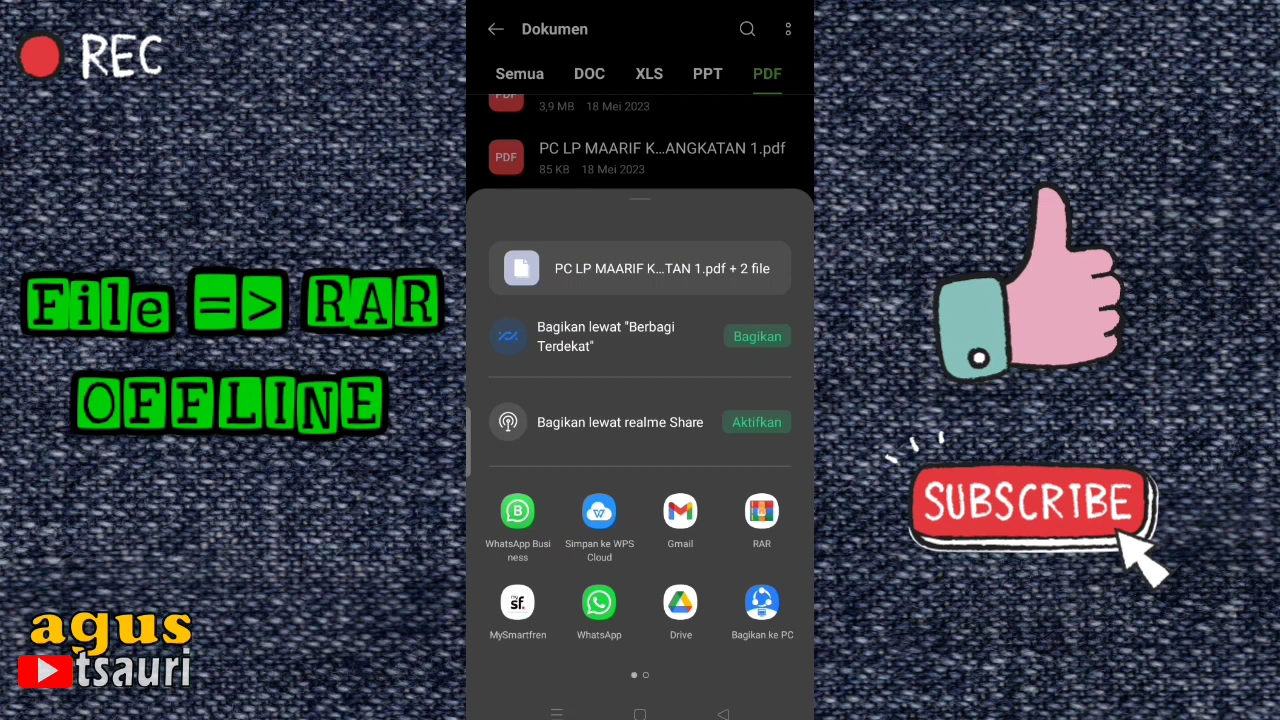 REC
File => RAR
OFFLINE
agus
tsauri
Dokumen
Semua DOC XLS PPT PDF
PDF
3,9 MB 18 Mei 2023
PDF
PC LP MAARIF K...ANGKATAN 1.pdf
85 KB 18 Mei 2023
PC LP MAARIF K...TAN 1.pdf + 2 file
Bagikan lewat "Berbagi
Terdekat"
Bagikan
Bagikan lewat realme Share
Aktifkan
WhatsApp Busi
ness
Simpan ke WPS
Cloud
Gmail
RAR
my
sf.
MySmartfren
WhatsApp
Drive
Bagikan ke PC
SUBSCRIBE